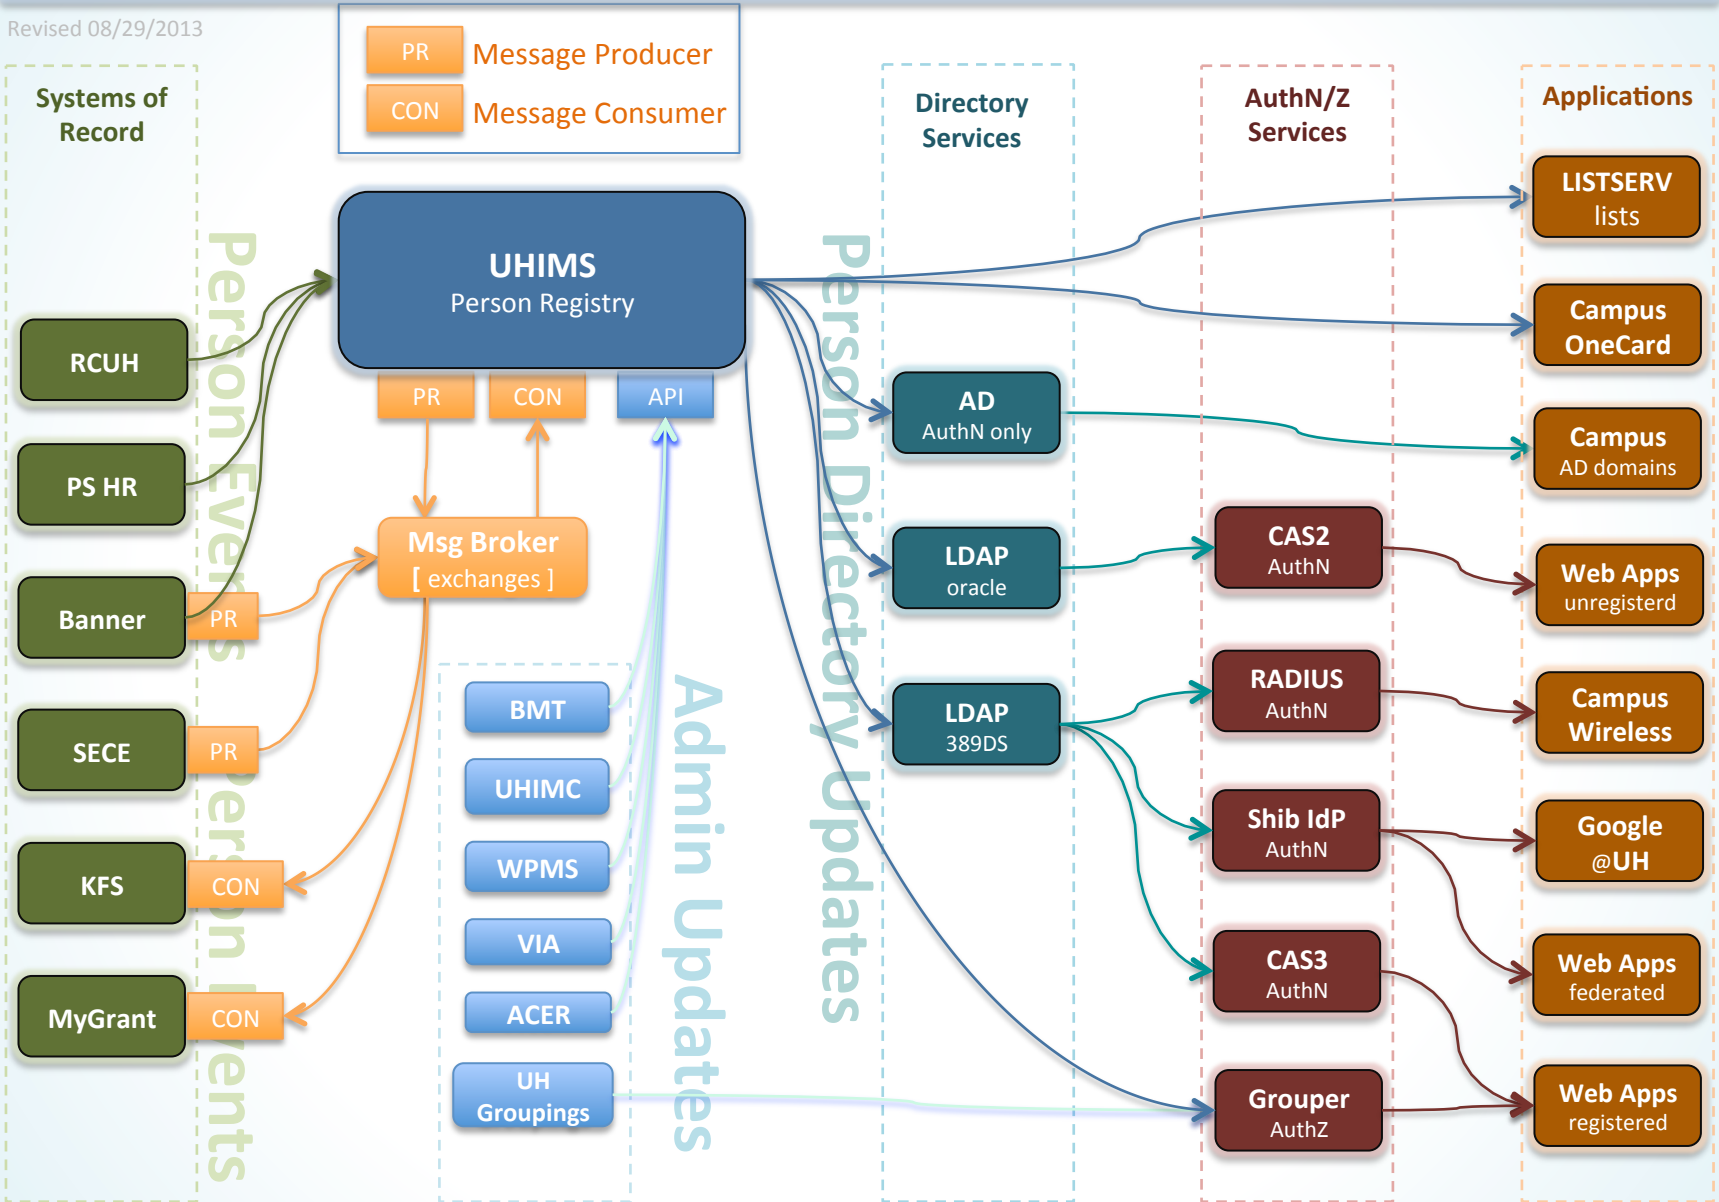 Revised 08/29/2013
PR
Message Producer
CON
Message Consumer
Systems of
Record
Directory
Services
AuthN/Z
Services
Applications
Person Events
Person Events
Person Directory Updates
Admin Updates
UHIMS
Person Registry
PR
CON
API
Msg Broker
[ exchanges ]
RCUH
PS HR
Banner
PR
SECE
PR
KFS
CON
MyGrant
CON
BMT
UHIMC
WPMS
VIA
ACER
UH
Groupings
AD
AuthN only
LDAP
oracle
LDAP
389DS
CAS2
AuthN
RADIUS
AuthN
Shib IdP
AuthN
CAS3
AuthN
Grouper
AuthZ
LISTSERV
lists
Campus
OneCard
Campus
AD domains
Web Apps
unregisterd
Campus
Wireless
Google
@UH
Web Apps
federated
Web Apps
registered